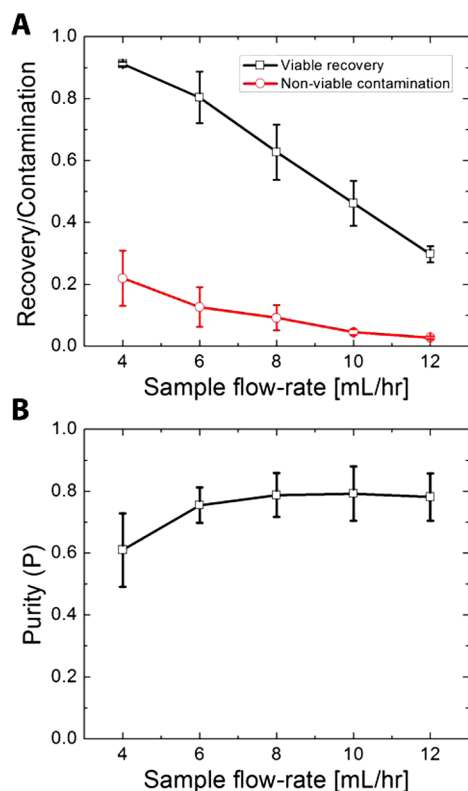 A
1.0
0.8
0.6
0.4
0.2
0.0
Recovery/Contamination
Viable recovery
Non-viable contamination
4 6 8 10 12
Sample flow-rate [mL/hr]
B
1.0
0.8
0.6
0.4
0.2
0.0
Purity (P)
4 6 8 10 12
Sample flow-rate [mL/hr]